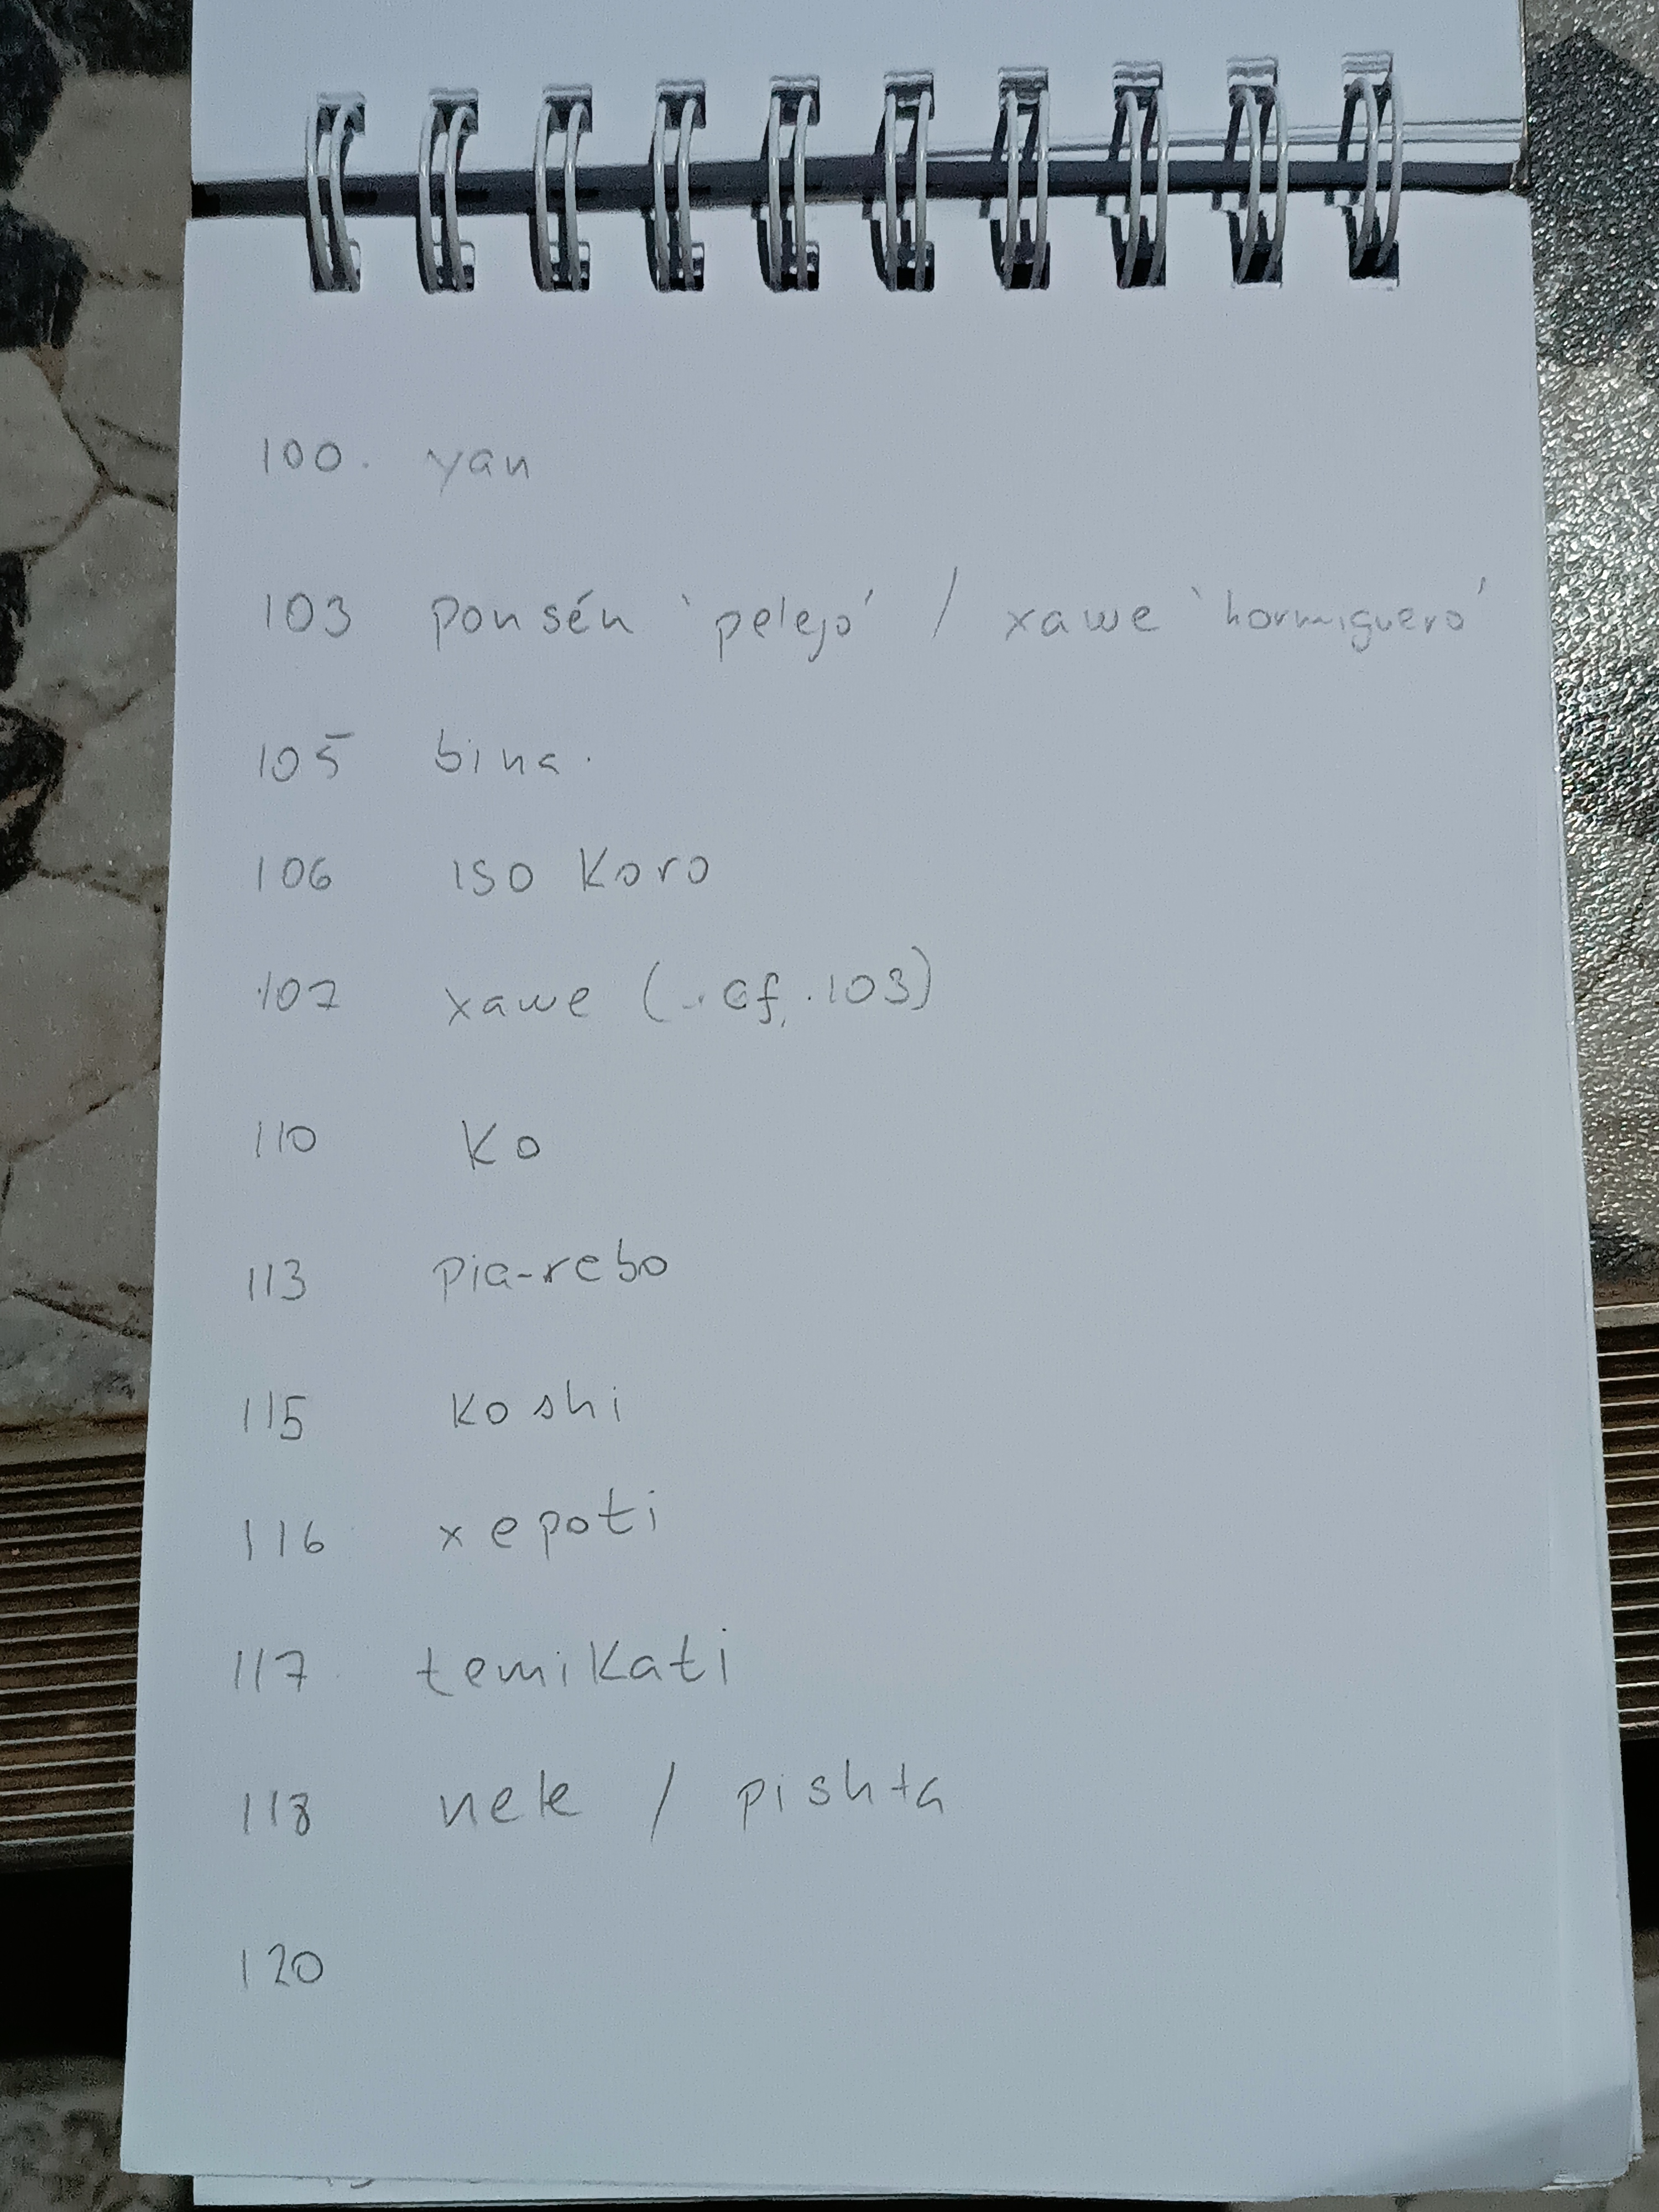 100. yan
103 ponsén 'pelejo' / xawe 'hormiguero'
105 bina.
106 iso Koro
107 xawe (cf. 103)
110 Ko
113 pia-rebo
115 koshi
116 xepoti
117 temikati
118 nete / pishta
120